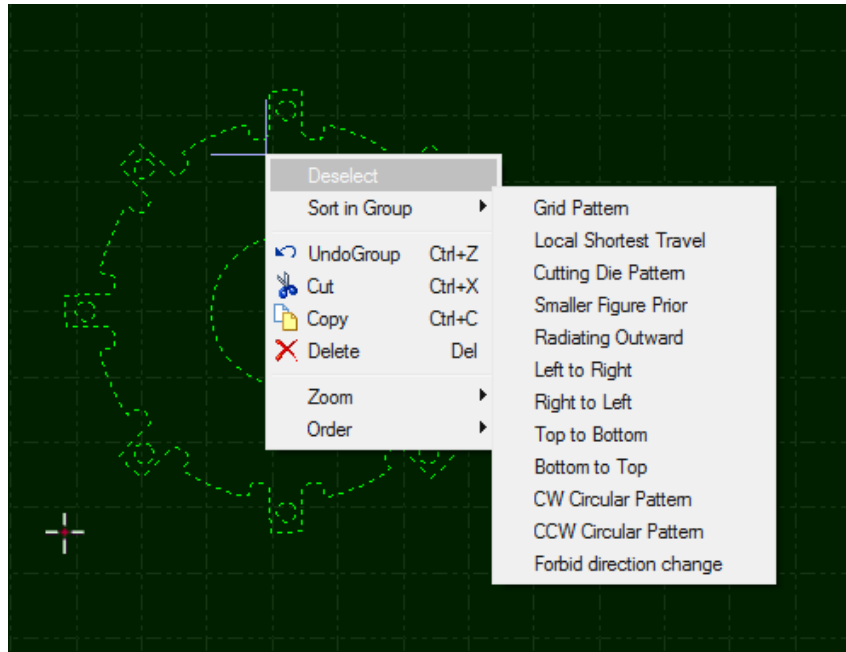 Deselect
Sort in Group
UndoGroup Ctrl+Z
Cut Ctrl+X
Copy Ctrl+C
Delete Del
Zoom
Order
Grid Pattern
Local Shortest Travel
Cutting Die Pattern
Smaller Figure Prior
Radiating Outward
Left to Right
Right to Left
Top to Bottom
Bottom to Top
CW Circular Pattern
CCW Circular Pattern
Forbid direction change